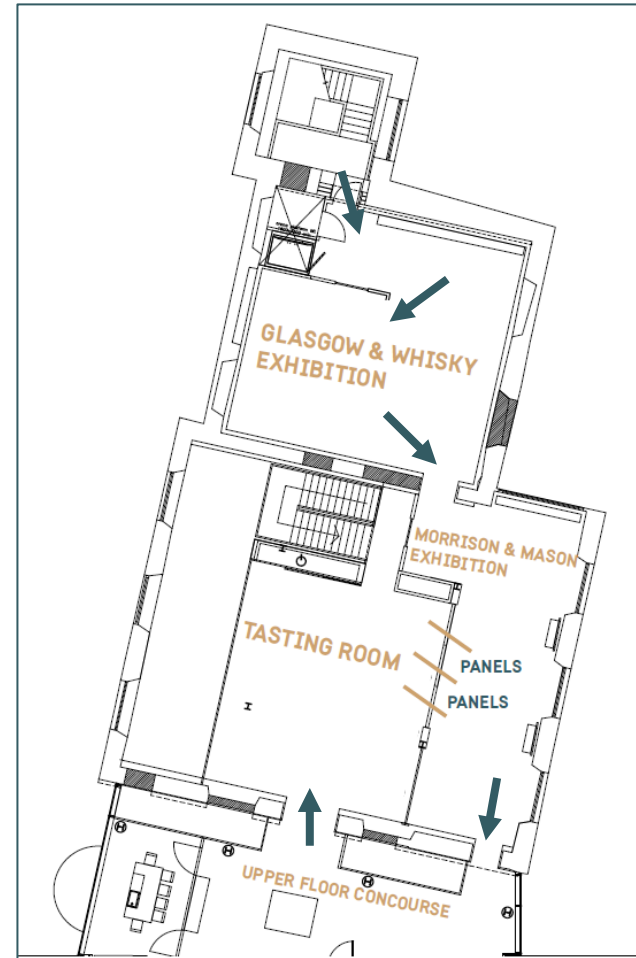 GLASGOW & WHISKY
EXHIBITION
MORRISON & MASON
EXHIBITION
TASTING ROOM
PANELS
PANELS
UPPER FLOOR CONCOURSE